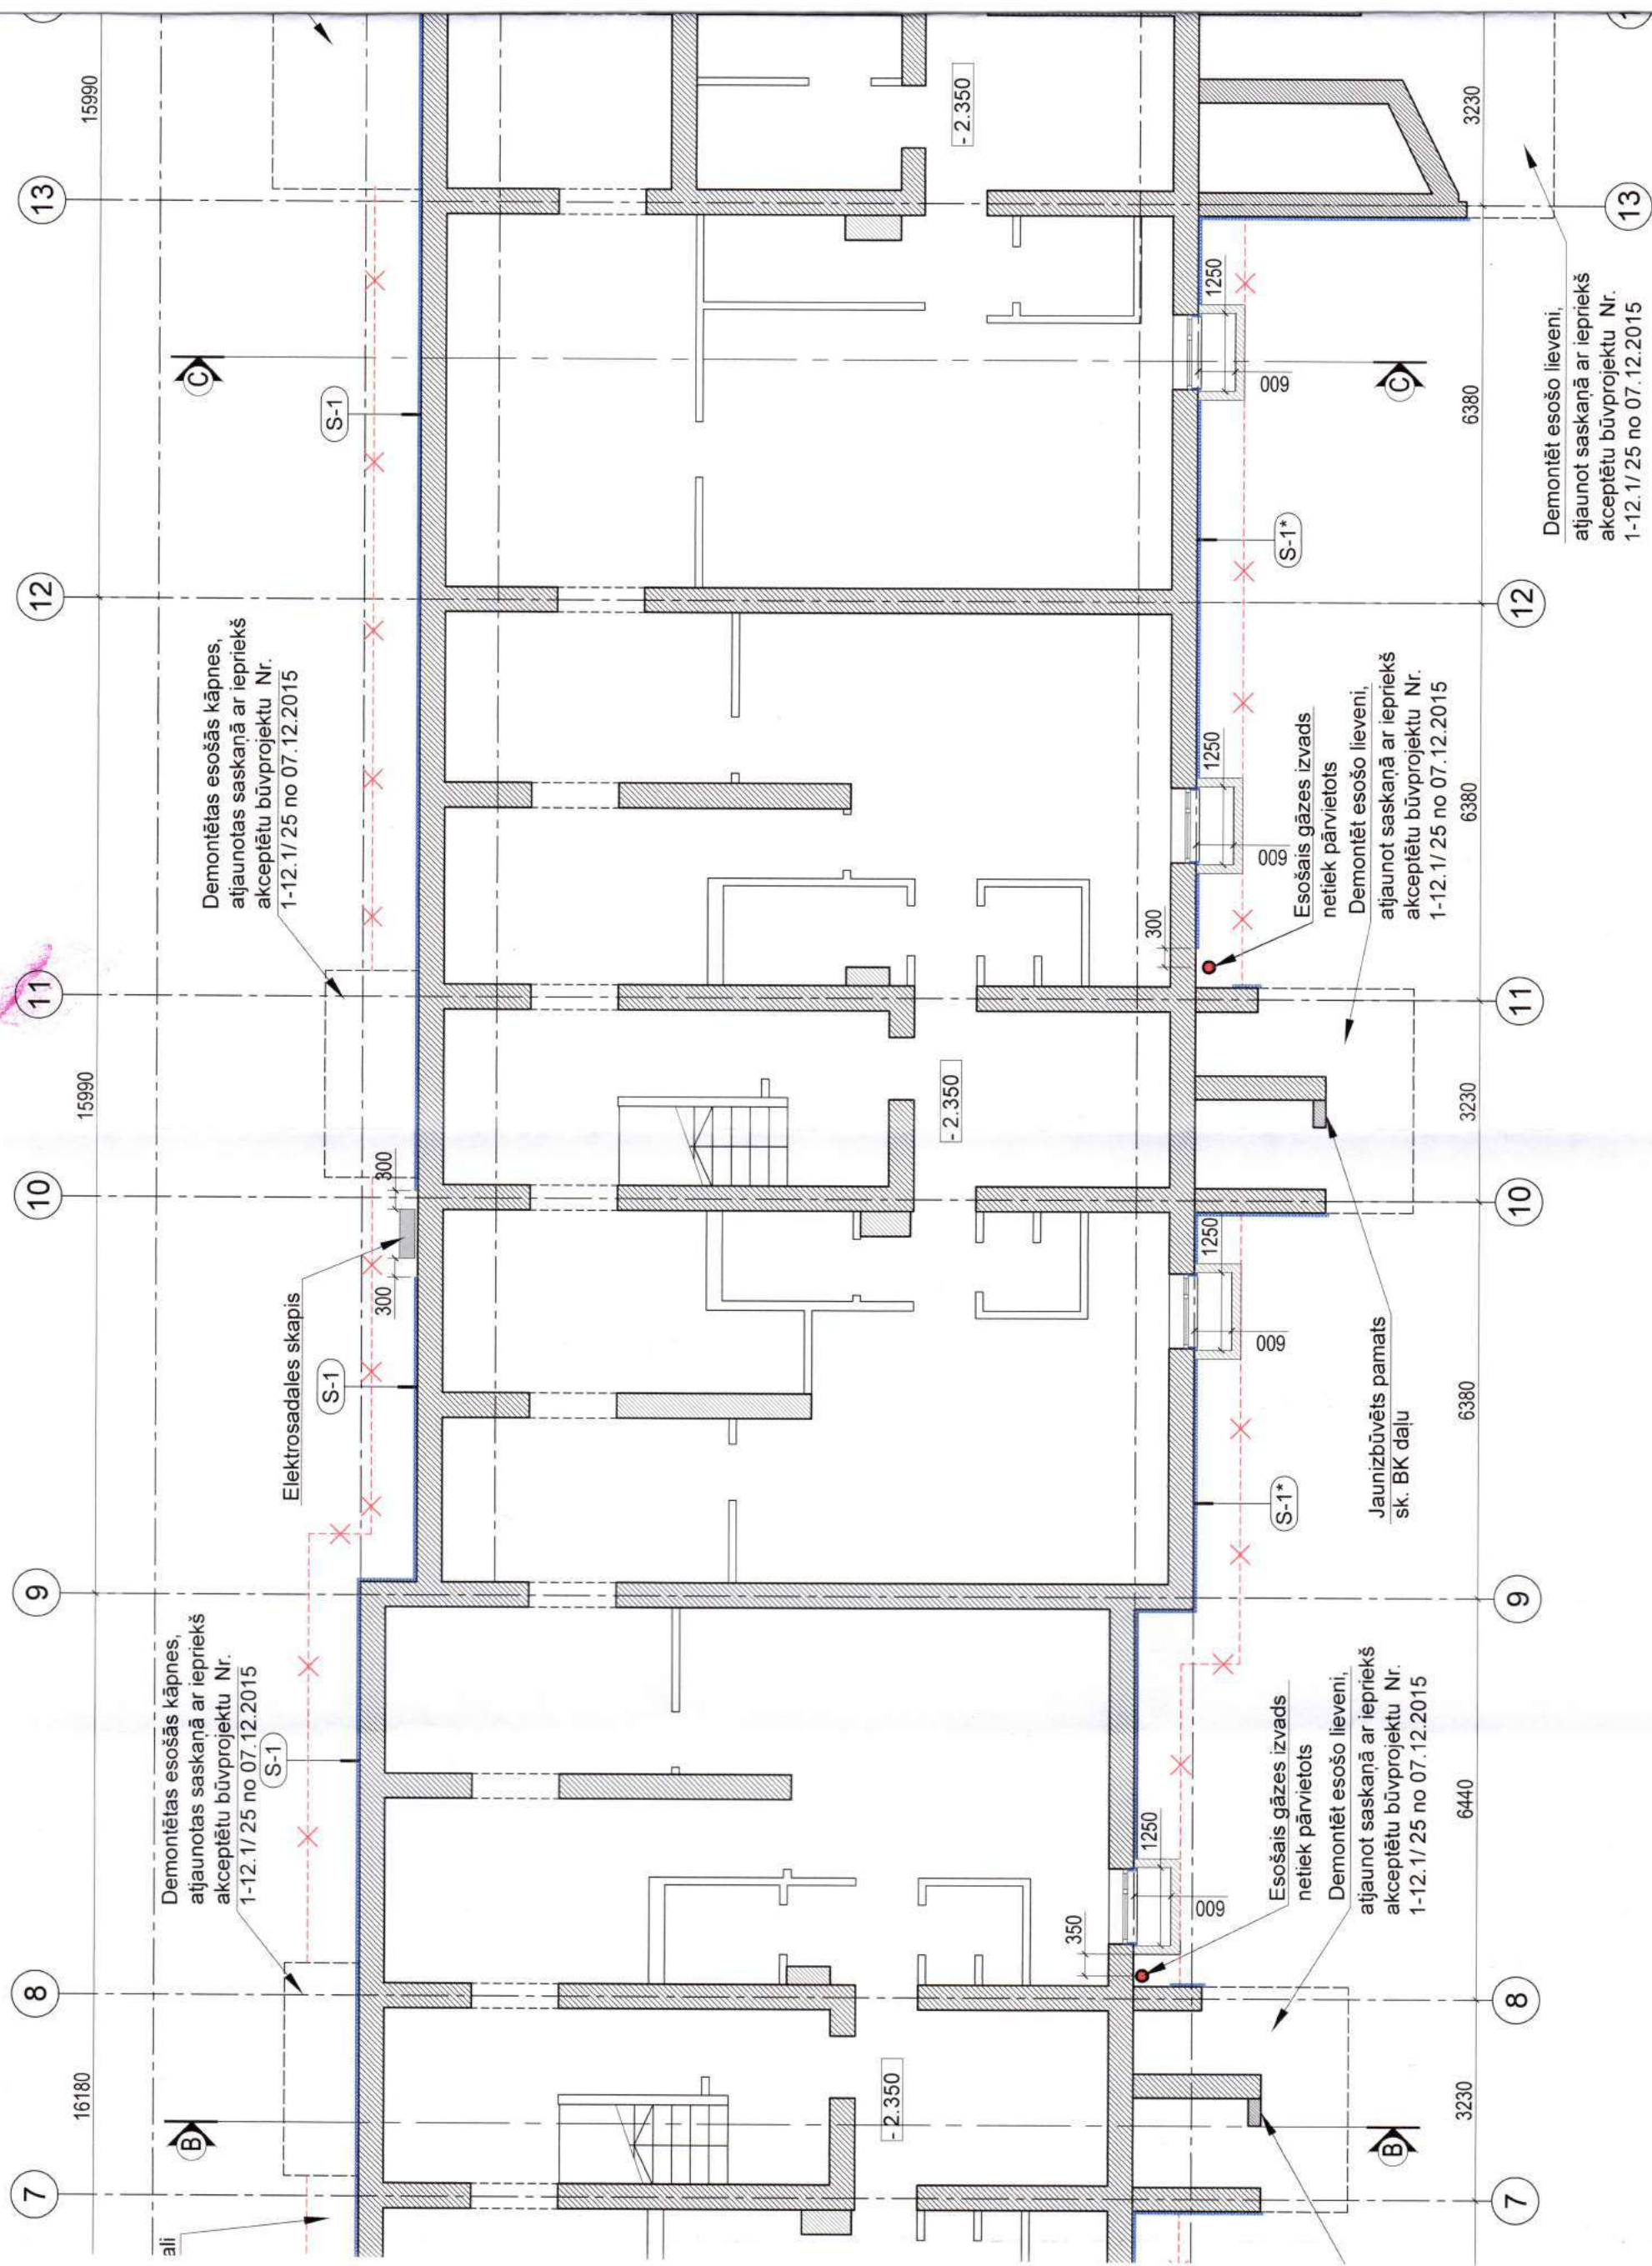 7
8
9
10
11
12
13
16180
15990
15990
ali
B
Demontētas esošās kāpnes,
atjaunotas saskaņā ar iepriekš
akceptētu būvprojektu Nr.
1-12.1/ 25 no 07.12.2015
S-1
Elektrosadales skapis
S-1
300
300
Demontētas esošās kāpnes,
atjaunotas saskaņā ar iepriekš
akceptētu būvprojektu Nr.
1-12.1/ 25 no 07.12.2015
S-1
C
- 2.350
- 2.350
- 2.350
350
1250
600
1250
600
300
1250
600
1250
600
B
Esošais gāzes izvads
netiek pārvietots
Demontēt esošo lieveni,
atjaunot saskaņā ar iepriekš
akceptētu būvprojektu Nr.
1-12.1/ 25 no 07.12.2015
S-1*
Jaunizbūvēts pamats
sk. BK daļu
Esošais gāzes izvads
netiek pārvietots
Demontēt esošo lieveni,
atjaunot saskaņā ar iepriekš
akceptētu būvprojektu Nr.
1-12.1/ 25 no 07.12.2015
S-1*
C
Demontēt esošo lieveni,
atjaunot saskaņā ar iepriekš
akceptētu būvprojektu Nr.
1-12.1/ 25 no 07.12.2015
3230
6440
6380
3230
6380
6380
3230
7
8
9
10
11
12
13